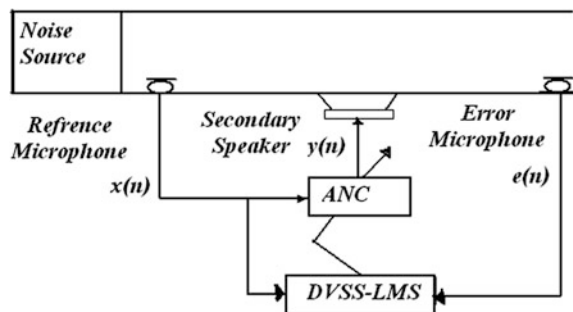 Noise
Source
Refrence
Microphone
x(n)
Secondary
Speaker
y(n)
Error
Microphone
e(n)
ANC
DVSS-LMS